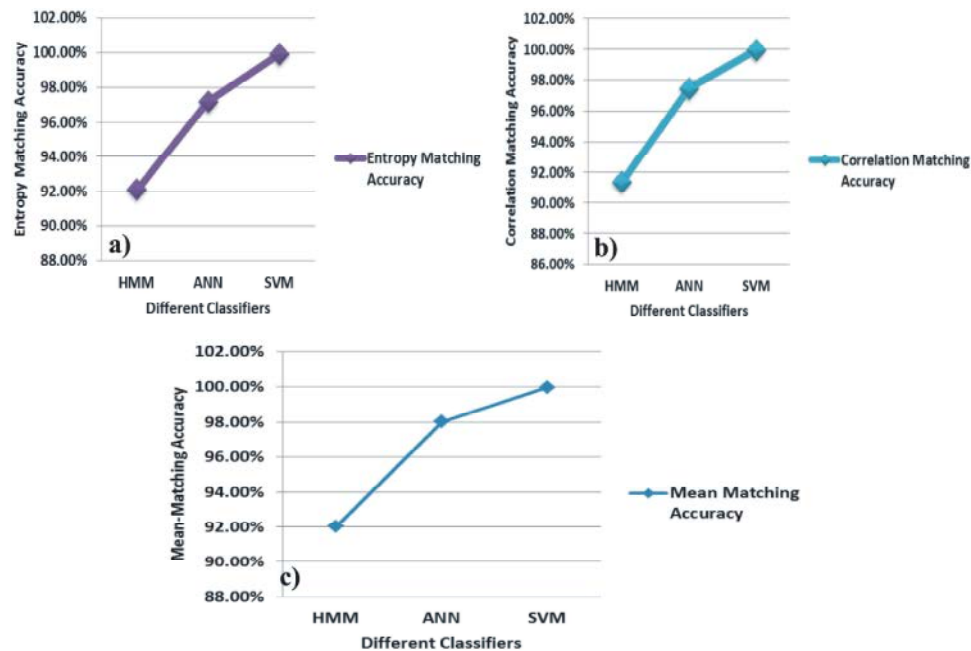 102.00%
100.00%
98.00%
96.00%
94.00%
92.00%
90.00%
88.00%
Entropy Matching Accuracy
a)
HMM ANN SVM
Different Classifiers
Entropy Matching
Accuracy
102.00%
100.00%
98.00%
96.00%
94.00%
92.00%
90.00%
88.00%
86.00%
Correlation Matching Accuracy
b)
HMM ANN SVM
Different Classifiers
Correlation Matching
Accuracy
102.00%
100.00%
98.00%
96.00%
94.00%
92.00%
90.00%
88.00%
Mean-Matching Accuracy
c)
HMM ANN SVM
Different Classifiers
Mean Matching
Accuracy